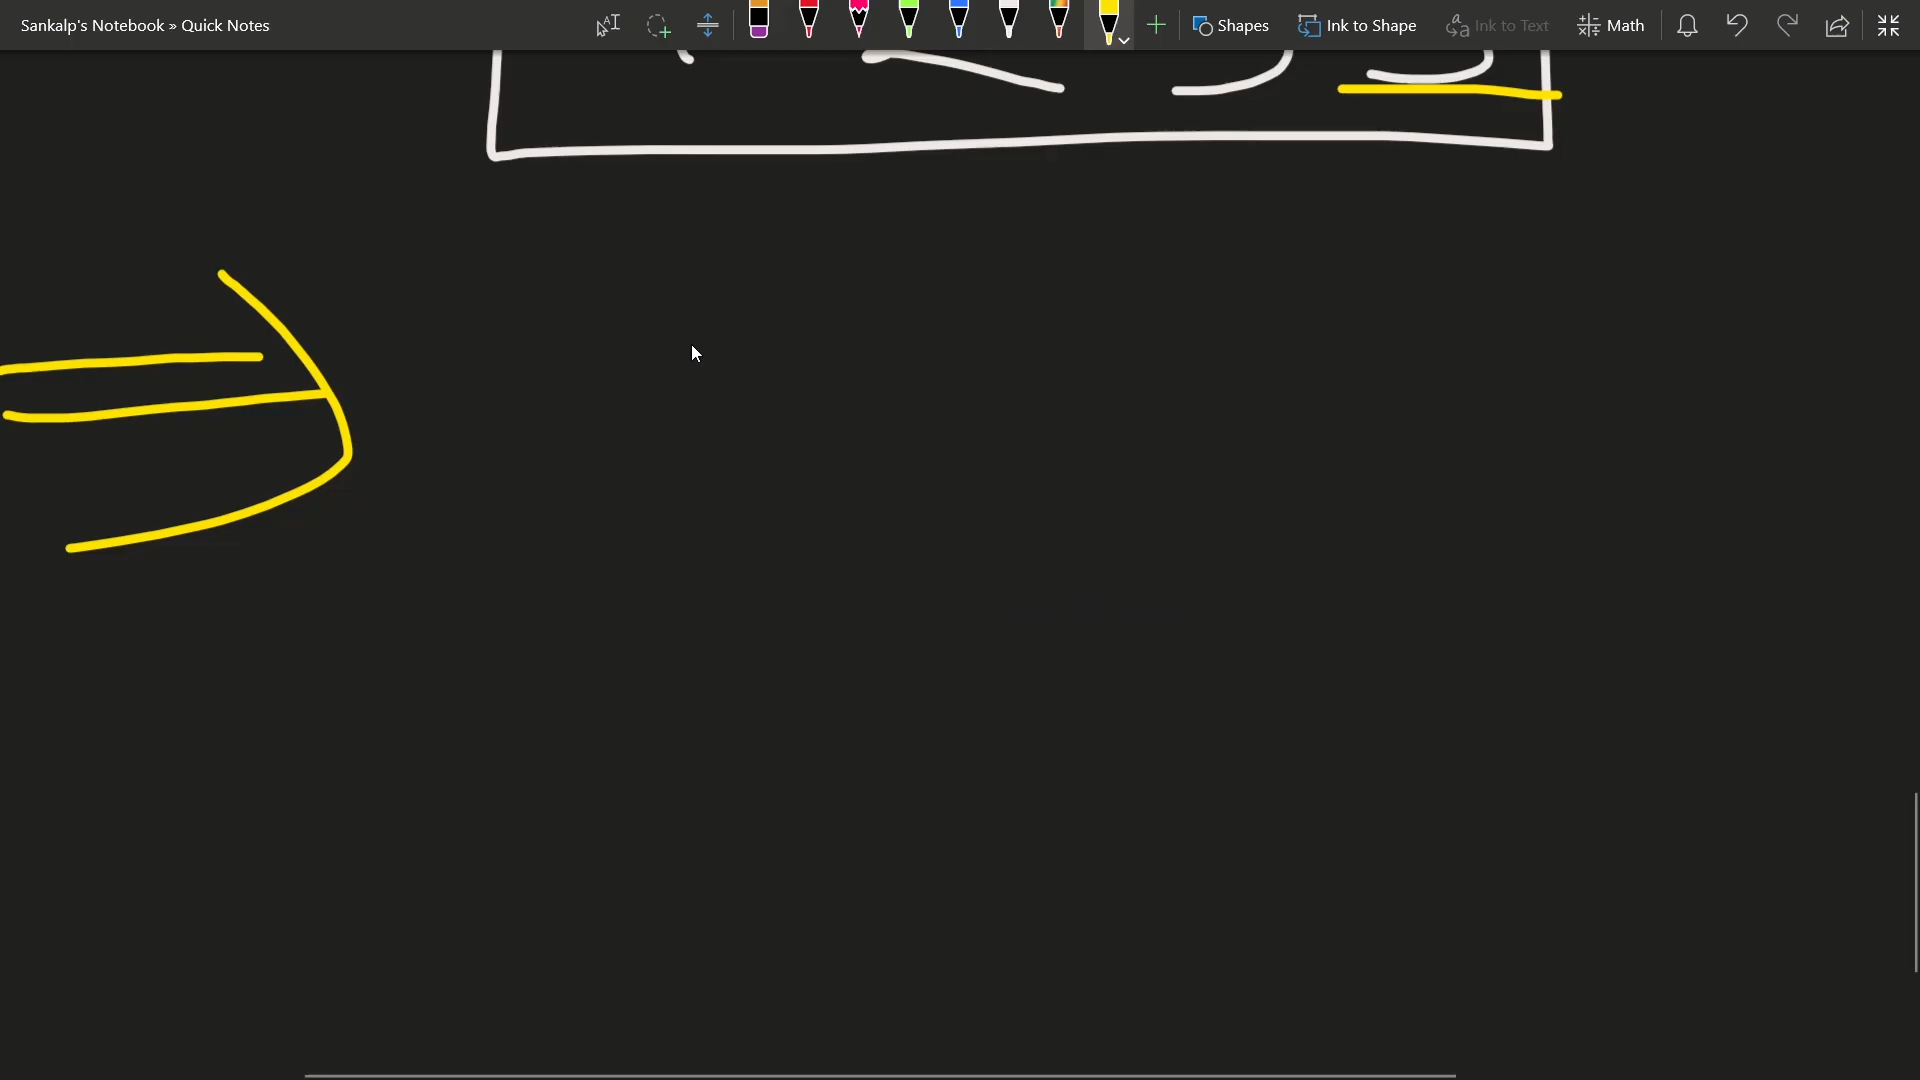 Sankalp's Notebook » Quick Notes
Shapes
Ink to Shape
Ink to Text
Math